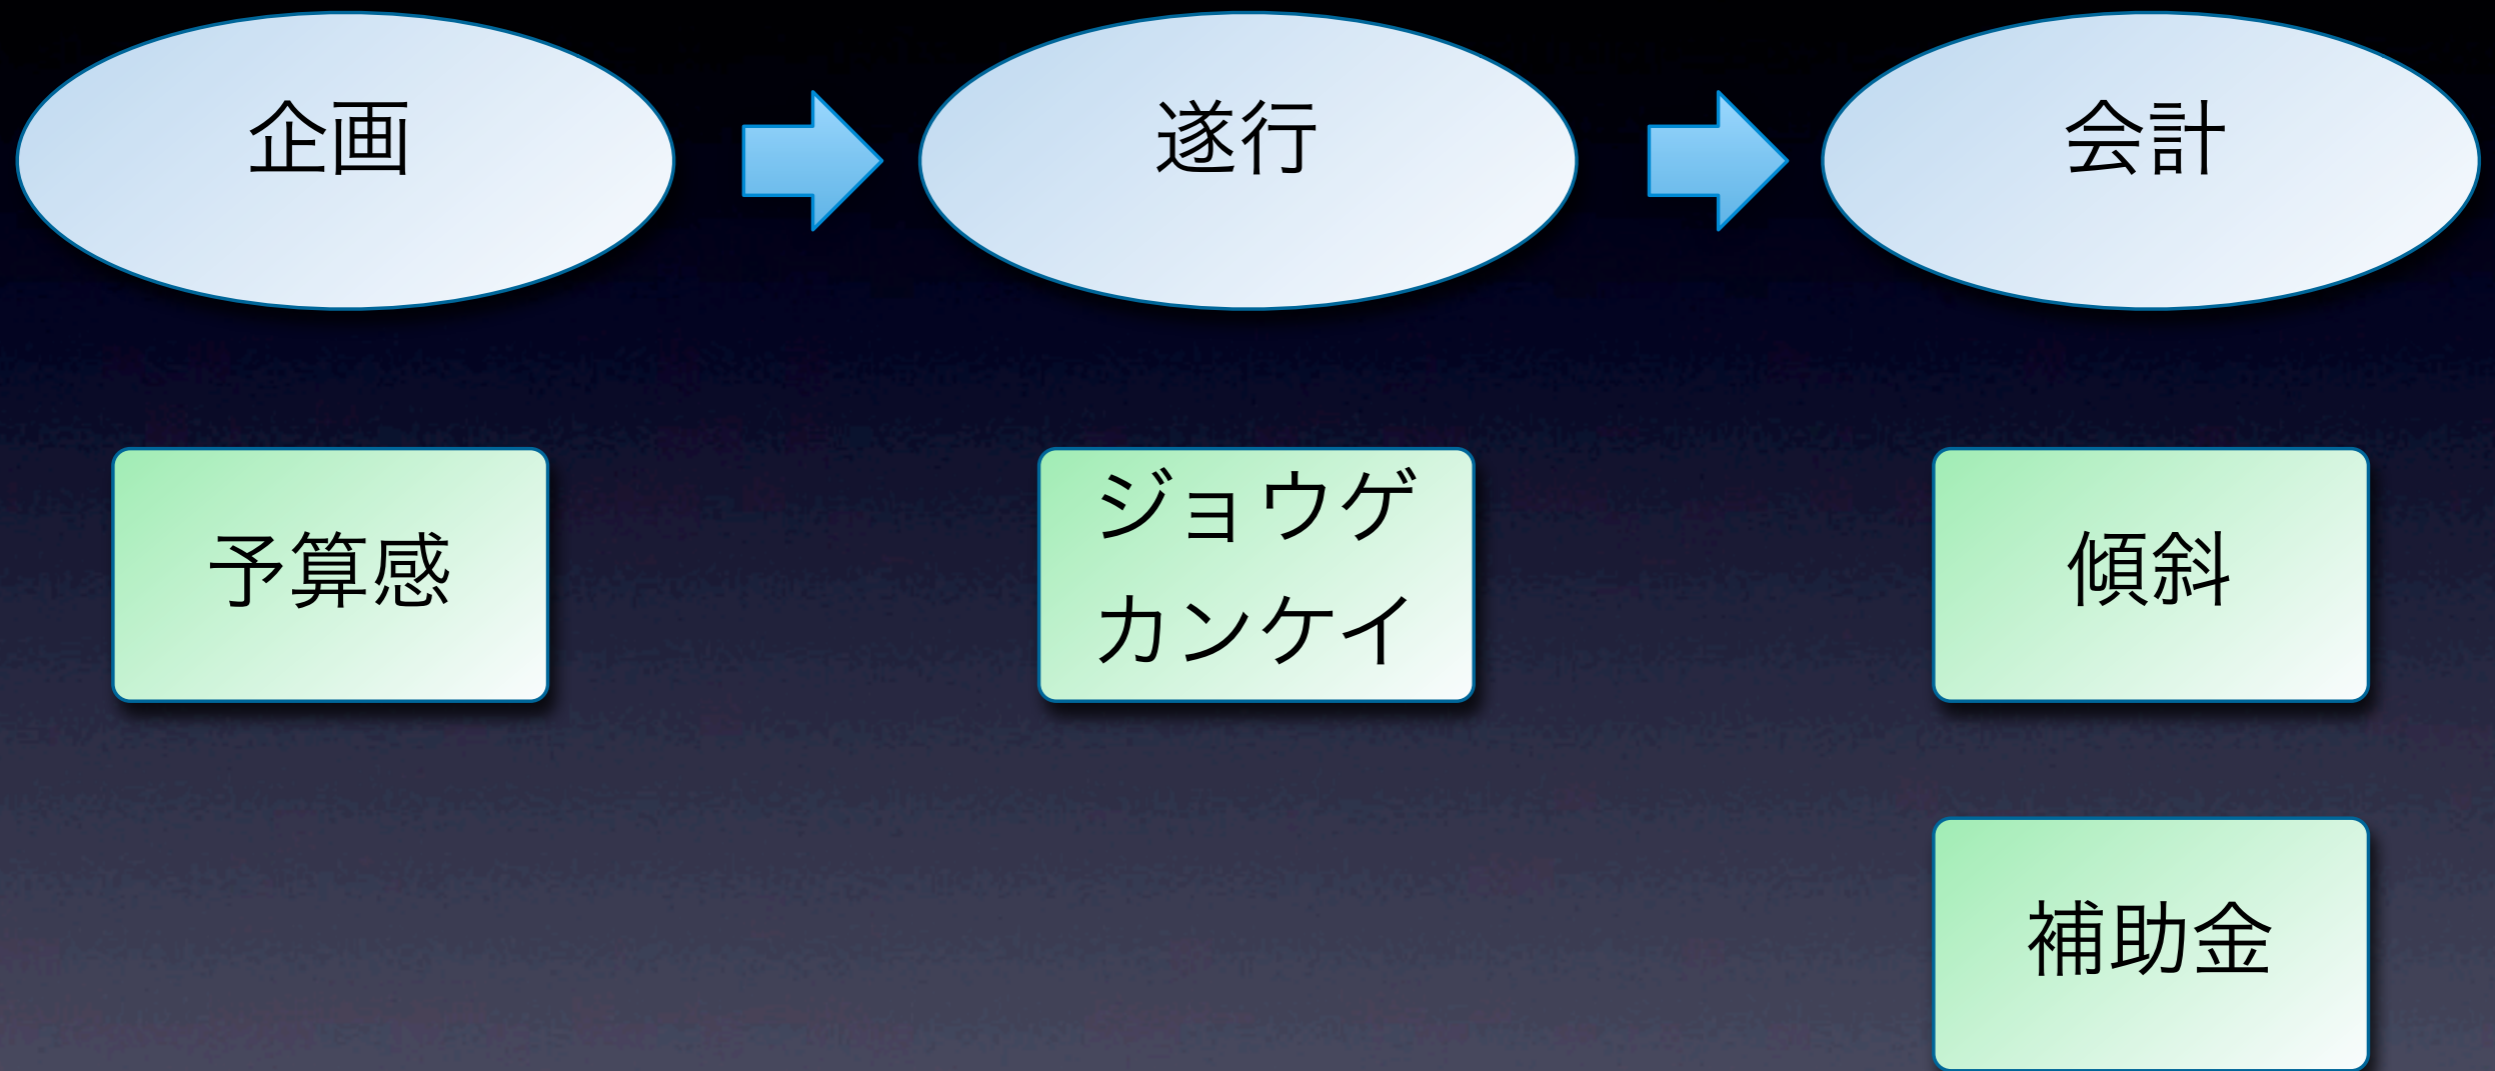 企画
遂行
会計
予算感
ジョウゲ
カンケイ
傾斜
補助金